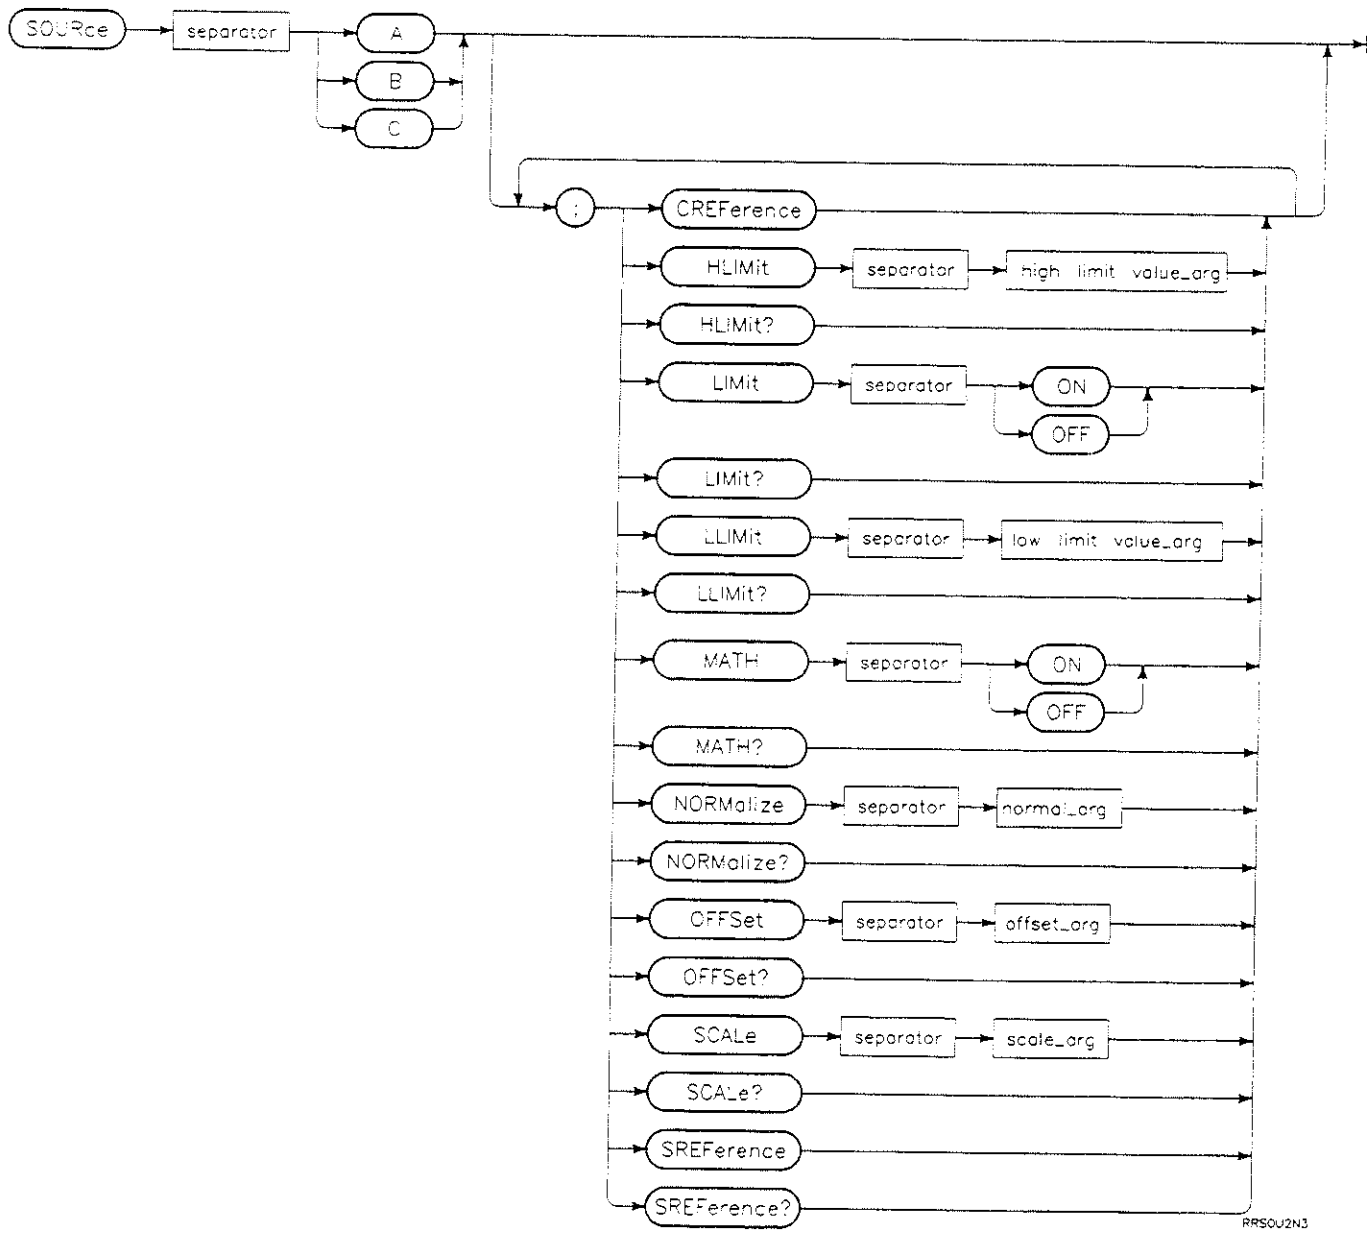 SOURce separator A
B
C
; CREFerence
HLIMit separator high limit value_arg
HLIMit?
LIMit separator ON
OFF
LIMit?
LLIMit separator low limit value_arg
LLIMit?
MATH separator ON
OFF
MATH?
NORMalize separator normal_arg
NORMalize?
OFFSet separator offset_arg
OFFSet?
SCALe separator scale_arg
SCALe?
SREFerence
SREFerence?
RRSOU2N3